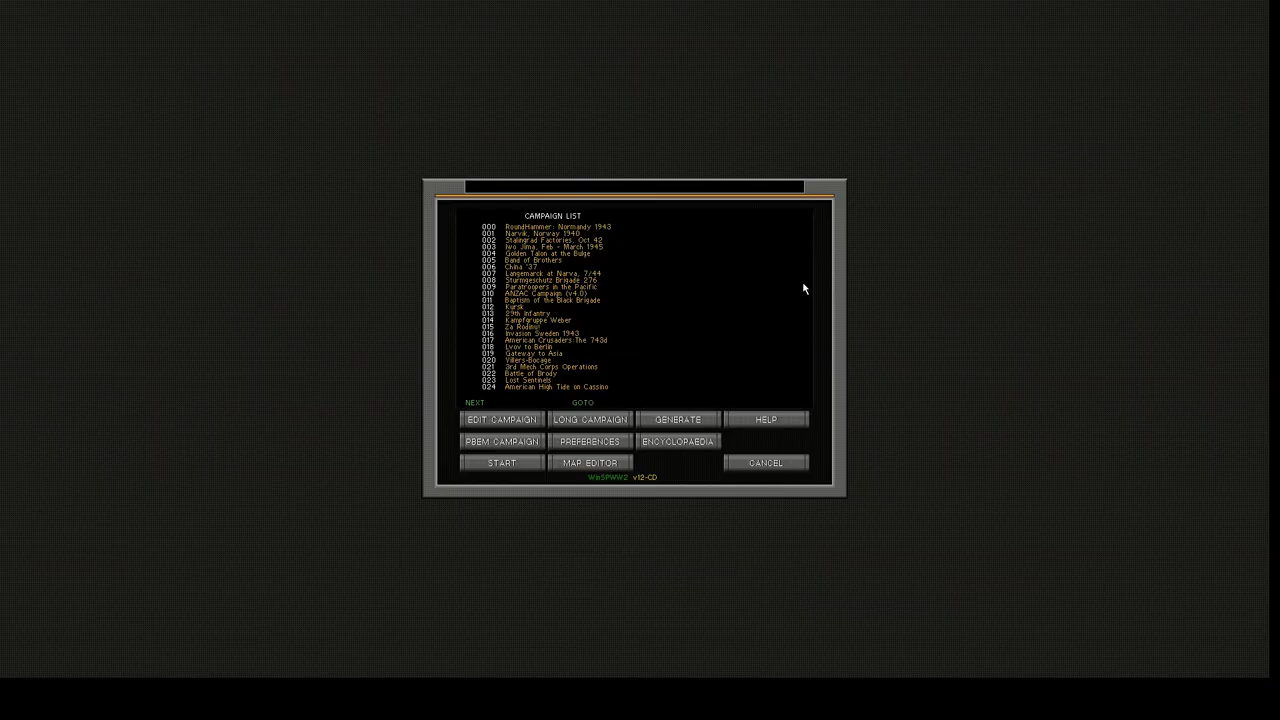 CAMPAIGN LIST
000 RoundHammer: Normandy 1943
001 Narvik, Norway 1940
002 Stalingrad Factories, Oct 42
003 Iwo Jima, Feb - March 1945
004 Golden Talon at the Bulge
005 Band of Brothers
006 China '37
007 Langemarck at Narva, 7/44
008 Sturmgeschutz Brigade 276
009 Paratroopers in the Pacific
010 ANZAC Campaign (v4.0)
011 Baptism of the Black Brigade
012 Kursk
013 29th Infantry
014 Kampfgruppe Weber
015 Za Rodinu!
016 Invasion Sweden 1943
017 American Crusaders:The 743d
018 Lvov to Berlin
019 Gateway to Asia
020 Villers-Bocage
021 3rd Mech Corps Operations
022 Battle of Brody
023 Lost Sentinels
024 American High Tide on Cassino
NEXT GOTO
EDIT CAMPAIGN LONG CAMPAIGN GENERATE HELP
PBEM CAMPAIGN PREFERENCES ENCYCLOPAEDIA
START MAP EDITOR CANCEL
WinSPWW2 v12-CD